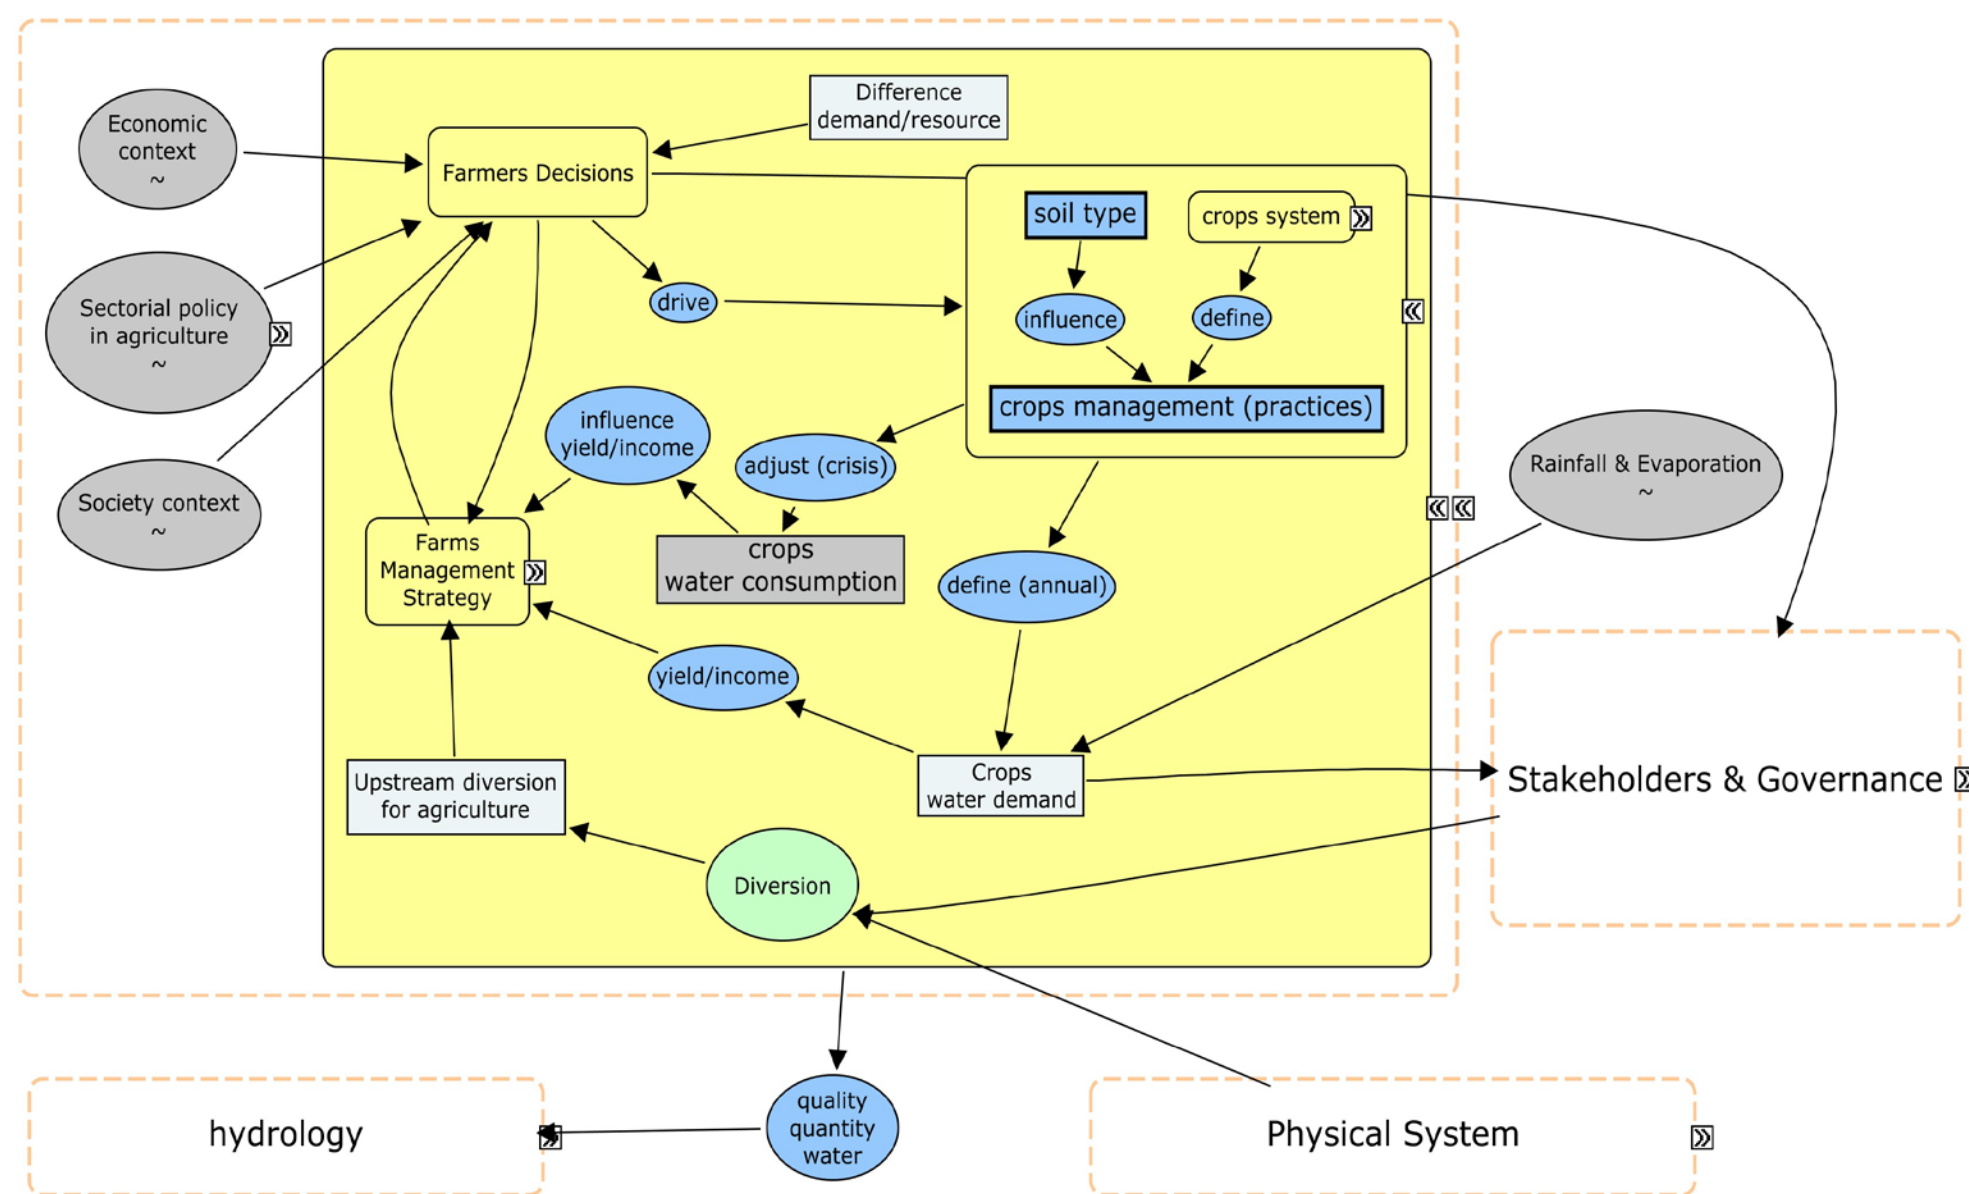 Economic
context
~
Sectorial policy
in agriculture
~
Society context
~
Difference
demand/resource
Farmers Decisions
drive
soil type
crops system
influence
define
crops management (practices)
influence
yield/income
adjust (crisis)
crops
water consumption
define (annual)
Farms
Management
Strategy
yield/income
Upstream diversion
for agriculture
Crops
water demand
Diversion
Rainfall & Evaporation
~
Stakeholders & Governance
hydrology
quality
quantity
water
Physical System